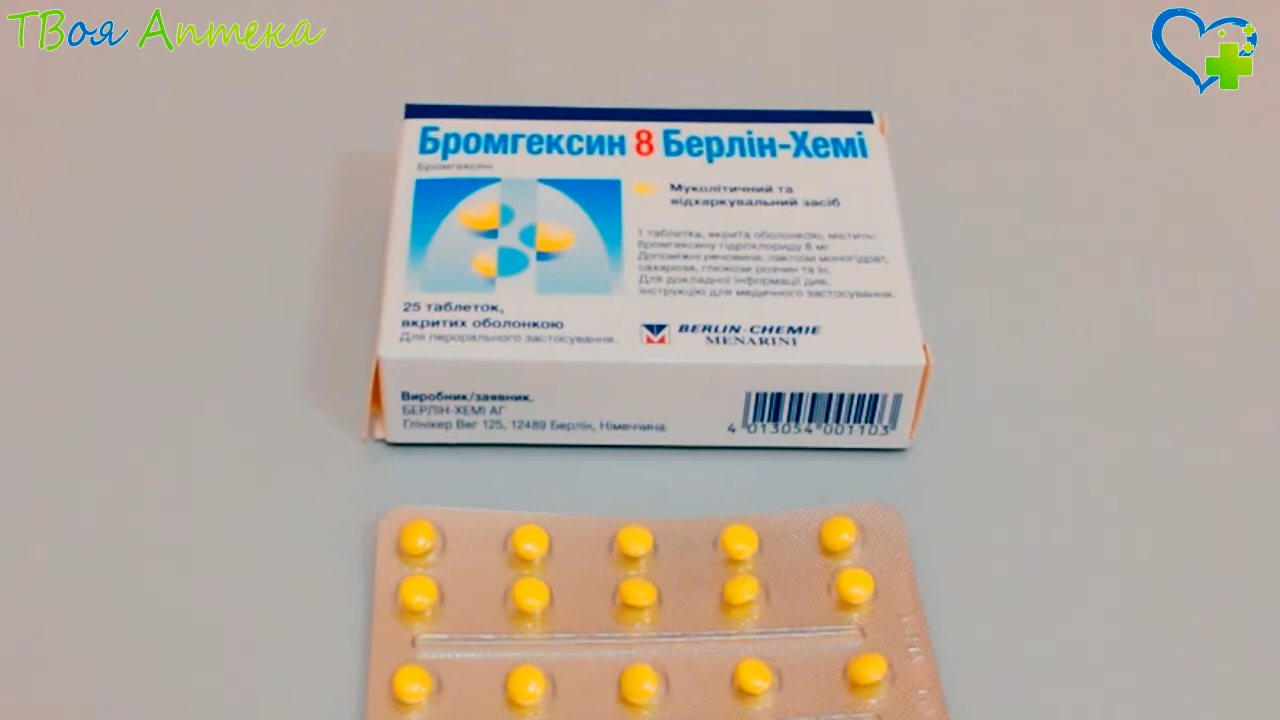 ТВоя Аптека
Бромгексин 8 Берлін-Хемі
Бромгексин
Муколітичний та
відхаркувальний засіб
1 таблетка, вкрита оболонкою, містить:
бромгексину гідрохлориду 8 мг
Допоміжні речовини: лактози моногідрат,
сахароза, глюкози розчин та ін.
Для докладної інформації див.
інструкцію для медичного застосування.
25 таблеток,
вкритих оболонкою
Для перорального застосування.
BERLIN-CHEMIE
MENARINI
Виробник/заявник.
БЕРЛІН-ХЕМІ АГ
Глінікер Вег 125, 12489 Берлін, Німеччина.
4 013054 001103